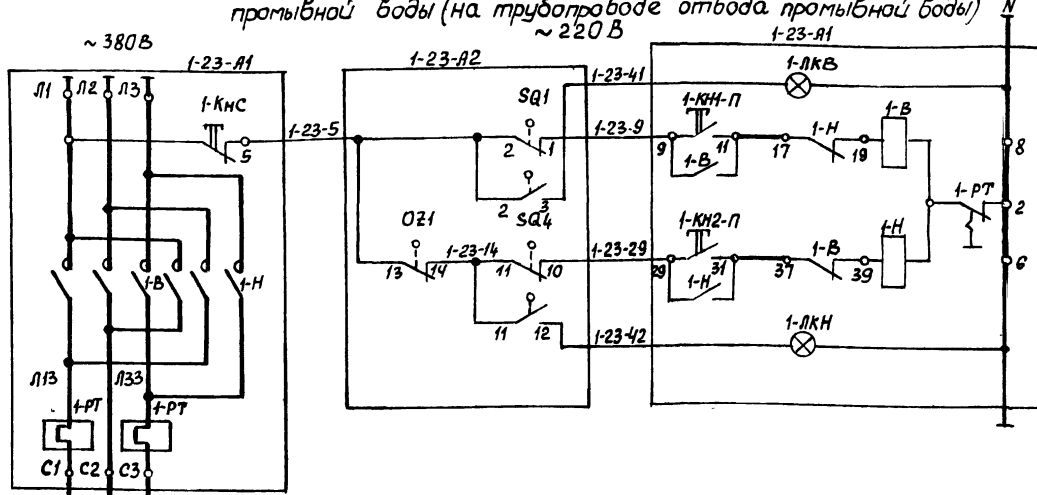 промывной воды (на трубопроводе отвода промывной воды)
~380В
~220В
N
1-23-А1
1-23-А2
1-23-А1
Л1 Л2 Л3
1-КнС
5
1-23-5
1-23-41
1-ЛКВ
SQ1
2 1
1-23-9
1-КН1-П
9 11
1-В
17
1-Н
19
1-В
8
2 3
SQ4
1-РТ
2
OZ1
13 14
1-23-14
11 10
1-23-29
1-КН2-П
29 31
1-Н
37
1-В
39
1-Н
6
1-В
1-Н
11 12
1-23-42
1-ЛКН
Л13 Л33
1-РТ 1-РТ
С1 С2 С3